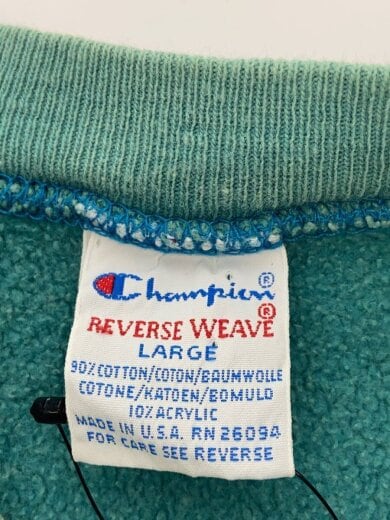 Champion®
REVERSE WEAVE®
LARGE
90% COTTON/COTON/BAUMWOLLE
COTONE/KATOEN/BOMULD
10% ACRYLIC
MADE IN U.S.A. RN 26094
FOR CARE SEE REVERSE